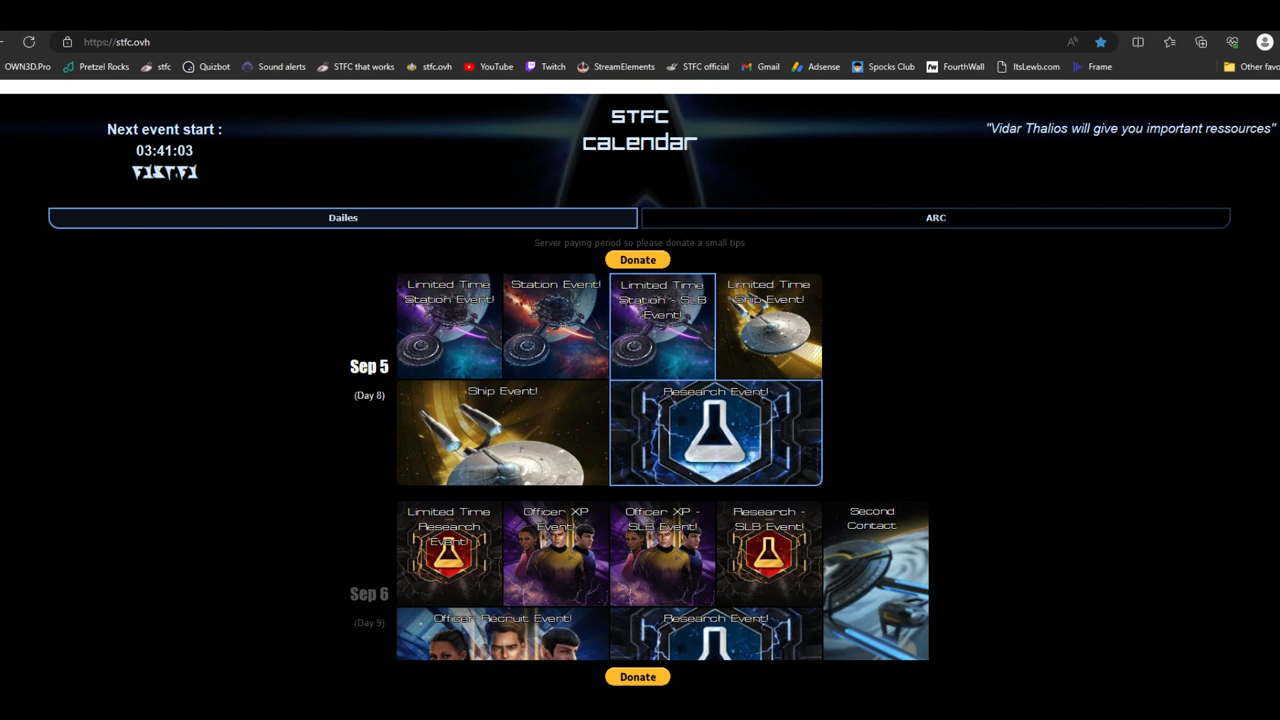 https://stfc.ovh
OWN3D.Pro
Pretzel Rocks
stfc
Quizbot
Sound alerts
STFC that works
stfc.ovh
YouTube
Twitch
StreamElements
STFC official
Gmail
Adsense
Spocks Club
FourthWall
ItsLewb.com
Frame
Other favo
Next event start :
03:41:03
STFC
calendar
"Vidar Thalios will give you important ressources"
Dailes
ARC
Server paying period so please donate a small tips
Donate
Sep 5
(Day 8)
Limited Time
Station Event!
Station Event!
Limited Time
Station - SLB
Event!
Limited Time
Ship Event!
Ship Event!
Research Event!
Sep 6
(Day 9)
Limited Time
Research
Event!
Officer XP
Event!
Officer XP -
SLB Event!
Research -
SLB Event!
Second
Contact
Officer Recruit Event!
Research Event!
Donate